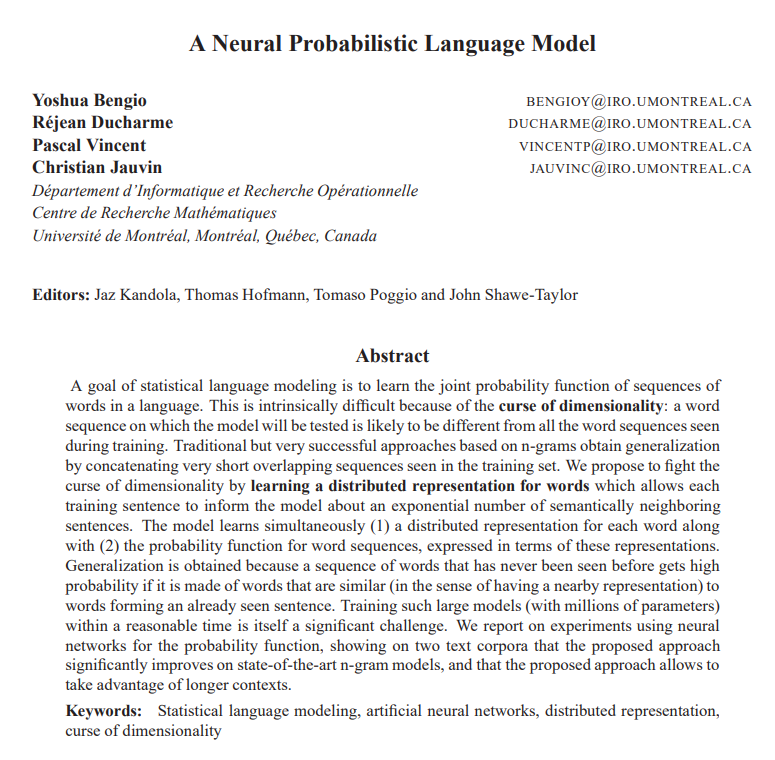 A Neural Probabilistic Language Model
Yoshua Bengio BENGIOY@IRO.UMONTREAL.CA
Réjean Ducharme DUCHARME@IRO.UMONTREAL.CA
Pascal Vincent VINCENTP@IRO.UMONTREAL.CA
Christian Jauvin JAUVINC@IRO.UMONTREAL.CA
Département d'Informatique et Recherche Opérationnelle
Centre de Recherche Mathématiques
Université de Montréal, Montréal, Québec, Canada
Editors: Jaz Kandola, Thomas Hofmann, Tomaso Poggio and John Shawe-Taylor
Abstract
A goal of statistical language modeling is to learn the joint probability function of sequences of
words in a language. This is intrinsically difficult because of the curse of dimensionality: a word
sequence on which the model will be tested is likely to be different from all the word sequences seen
during training. Traditional but very successful approaches based on n-grams obtain generalization
by concatenating very short overlapping sequences seen in the training set. We propose to fight the
curse of dimensionality by learning a distributed representation for words which allows each
training sentence to inform the model about an exponential number of semantically neighboring
sentences. The model learns simultaneously (1) a distributed representation for each word along
with (2) the probability function for word sequences, expressed in terms of these representations.
Generalization is obtained because a sequence of words that has never been seen before gets high
probability if it is made of words that are similar (in the sense of having a nearby representation) to
words forming an already seen sentence. Training such large models (with millions of parameters)
within a reasonable time is itself a significant challenge. We report on experiments using neural
networks for the probability function, showing on two text corpora that the proposed approach
significantly improves on state-of-the-art n-gram models, and that the proposed approach allows to
take advantage of longer contexts.
Keywords: Statistical language modeling, artificial neural networks, distributed representation,
curse of dimensionality